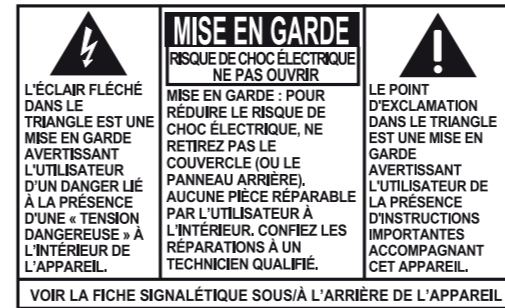 L'ÉCLAIR FLÉCHÉ
DANS LE
TRIANGLE EST UNE
MISE EN GARDE
AVERTISSANT
L'UTILISATEUR
D'UN DANGER LIÉ
À LA PRÉSENCE
D'UNE « TENSION
DANGEREUSE » À
L'INTÉRIEUR DE
L'APPAREIL.
MISE EN GARDE
RISQUE DE CHOC ÉLECTRIQUE
NE PAS OUVRIR
MISE EN GARDE : POUR
RÉDUIRE LE RISQUE DE
CHOC ÉLECTRIQUE, NE
RETIREZ PAS LE
COUVERCLE (OU LE
PANNEAU ARRIÈRE).
AUCUNE PIÈCE RÉPARABLE
PAR L'UTILISATEUR À
L'INTÉRIEUR. CONFIEZ LES
RÉPARATIONS À UN
TECHNICIEN QUALIFIÉ.
LE POINT
D'EXCLAMATION
DANS LE TRIANGLE
EST UNE MISE EN
GARDE
AVERTISSANT
L'UTILISATEUR DE
LA PRÉSENCE
D'INSTRUCTIONS
IMPORTANTES
ACCOMPAGNANT
CET APPAREIL.
VOIR LA FICHE SIGNALÉTIQUE SOUS/À L'ARRIÈRE DE L'APPAREIL